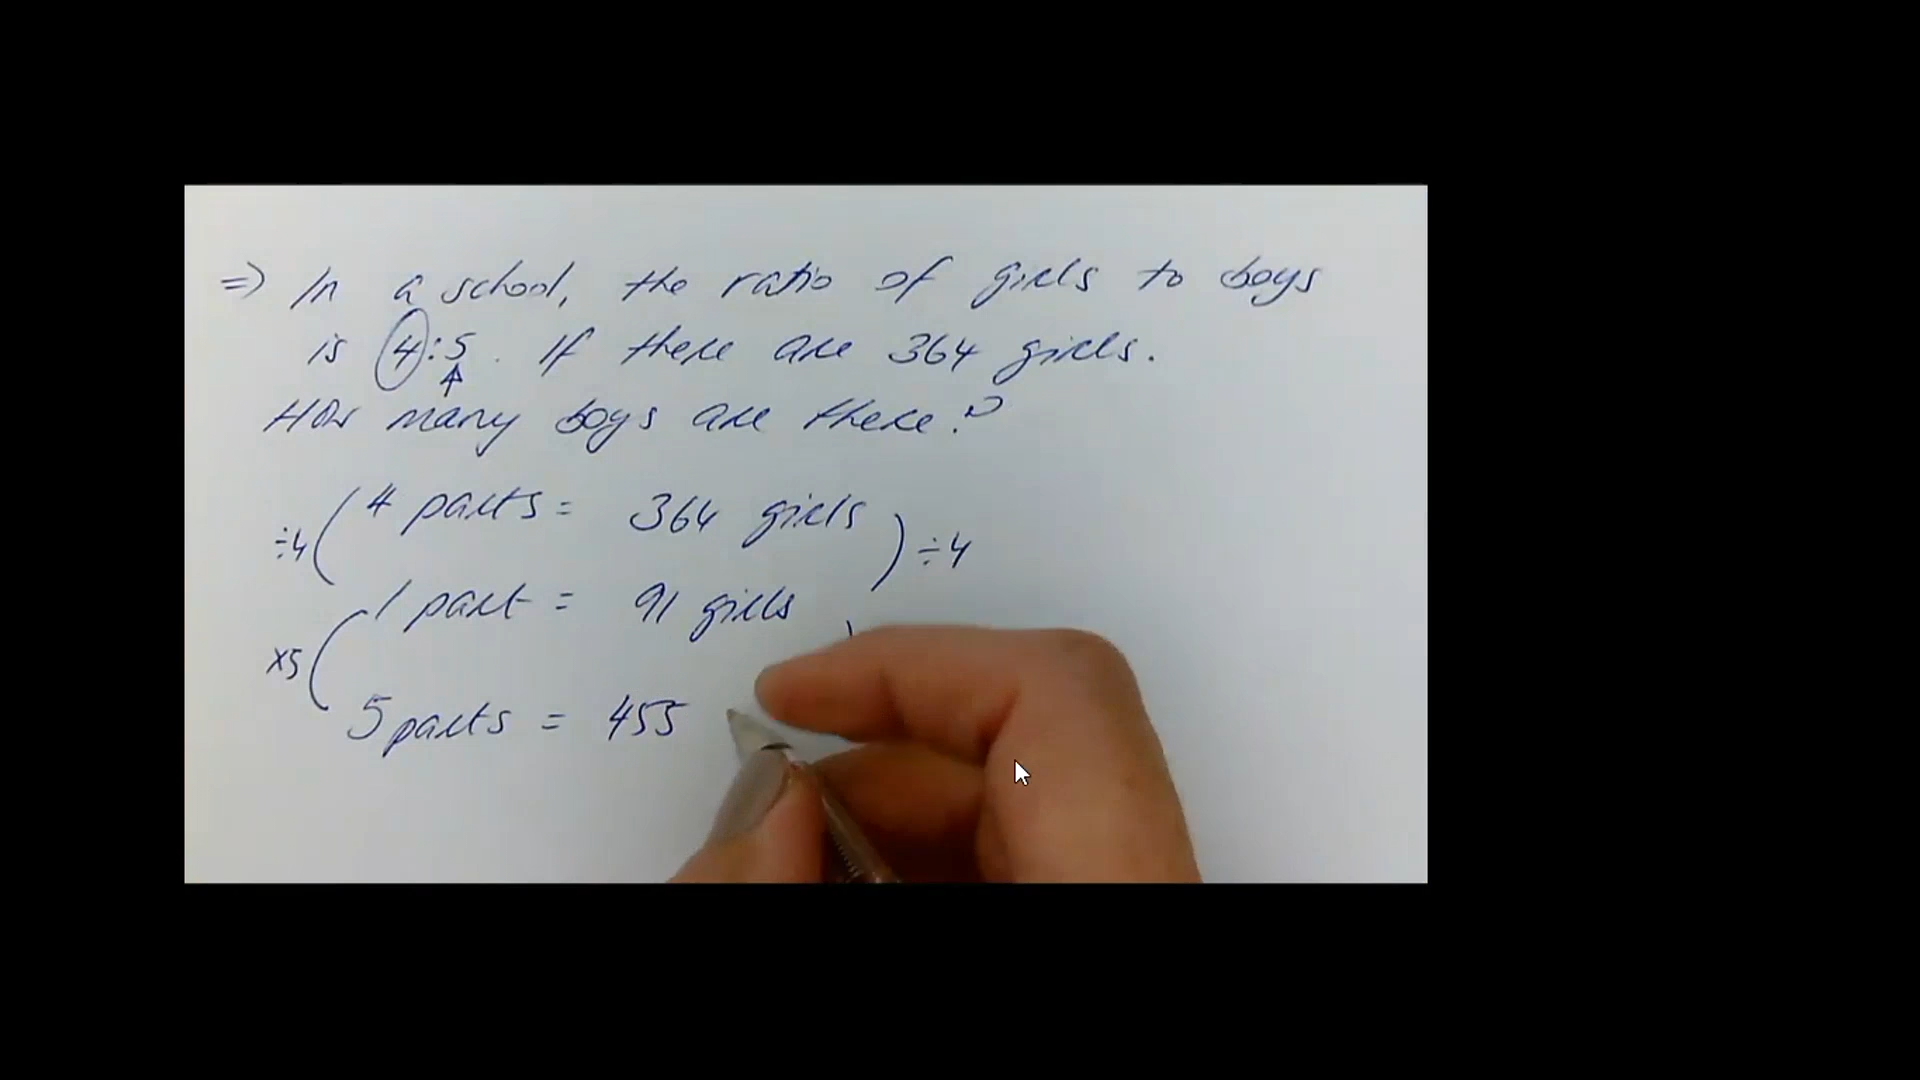 => In a school, the ratio of girls to boys
is 4:5. If there are 364 girls.
How many boys are there?
4 parts = 364 girls
÷4 ÷4
1 part = 91 girls
x5
5 parts = 455